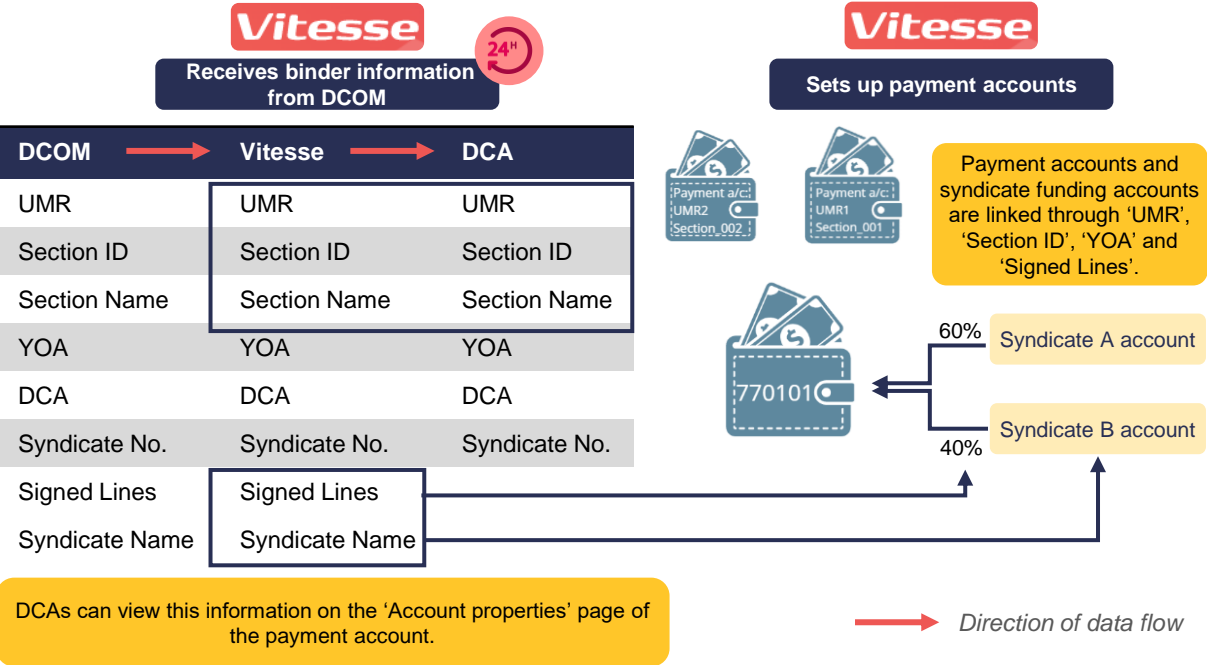 Vitesse
24H
Receives binder information
from DCOM
DCOM Vitesse DCA
UMR UMR UMR
Section ID Section ID Section ID
Section Name Section Name Section Name
YOA YOA YOA
DCA DCA DCA
Syndicate No. Syndicate No. Syndicate No.
Signed Lines Signed Lines
Syndicate Name Syndicate Name
DCAs can view this information on the ‘Account properties’ page of
the payment account.
Vitesse
Sets up payment accounts
Payment a/c:
UMR2
Section_002
Payment a/c:
UMR1
Section_001
Payment accounts and
syndicate funding accounts
are linked through ‘UMR’,
‘Section ID’, ‘YOA’ and
‘Signed Lines’.
770101
60%
Syndicate A account
Syndicate B account
40%
Direction of data flow